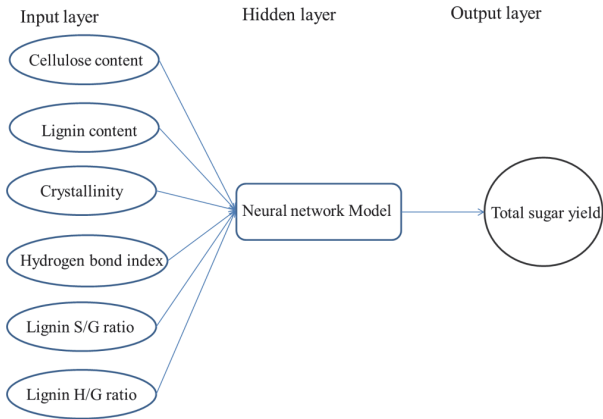 Input layer
Hidden layer
Output layer
Cellulose content
Lignin content
Crystallinity
Hydrogen bond index
Lignin S/G ratio
Lignin H/G ratio
Neural network Model
Total sugar yield